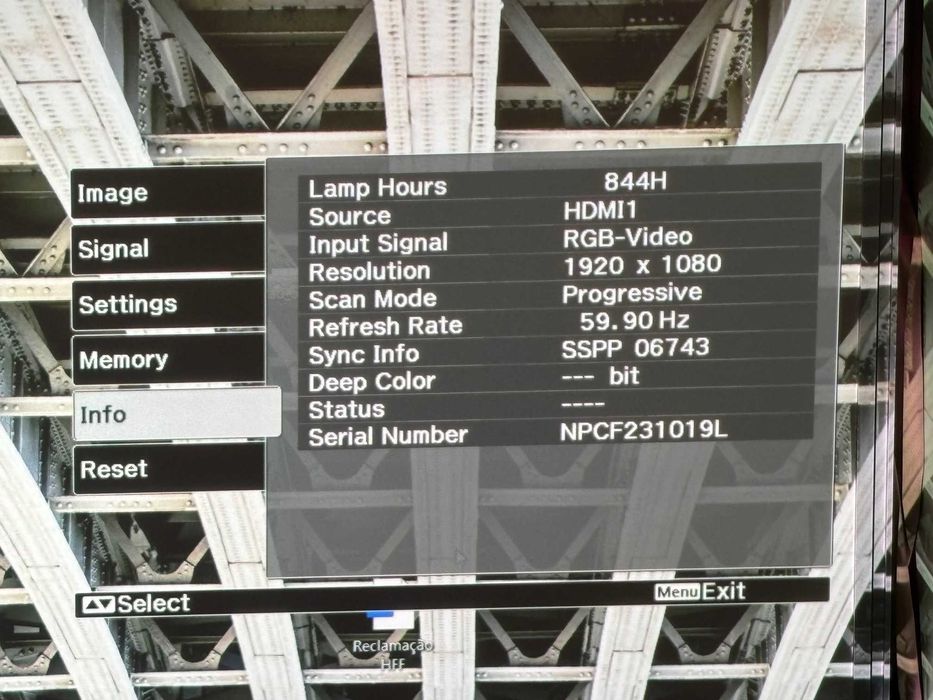 Image
Signal
Settings
Memory
Info
Reset
Lamp Hours 844H
Source HDMI1
Input Signal RGB-Video
Resolution 1920 x 1080
Scan Mode Progressive
Refresh Rate 59.90 Hz
Sync Info SSPP 06743
Deep Color --- bit
Status ----
Serial Number NPCF231019L
Select
Menu Exit
Reclamação
HFF